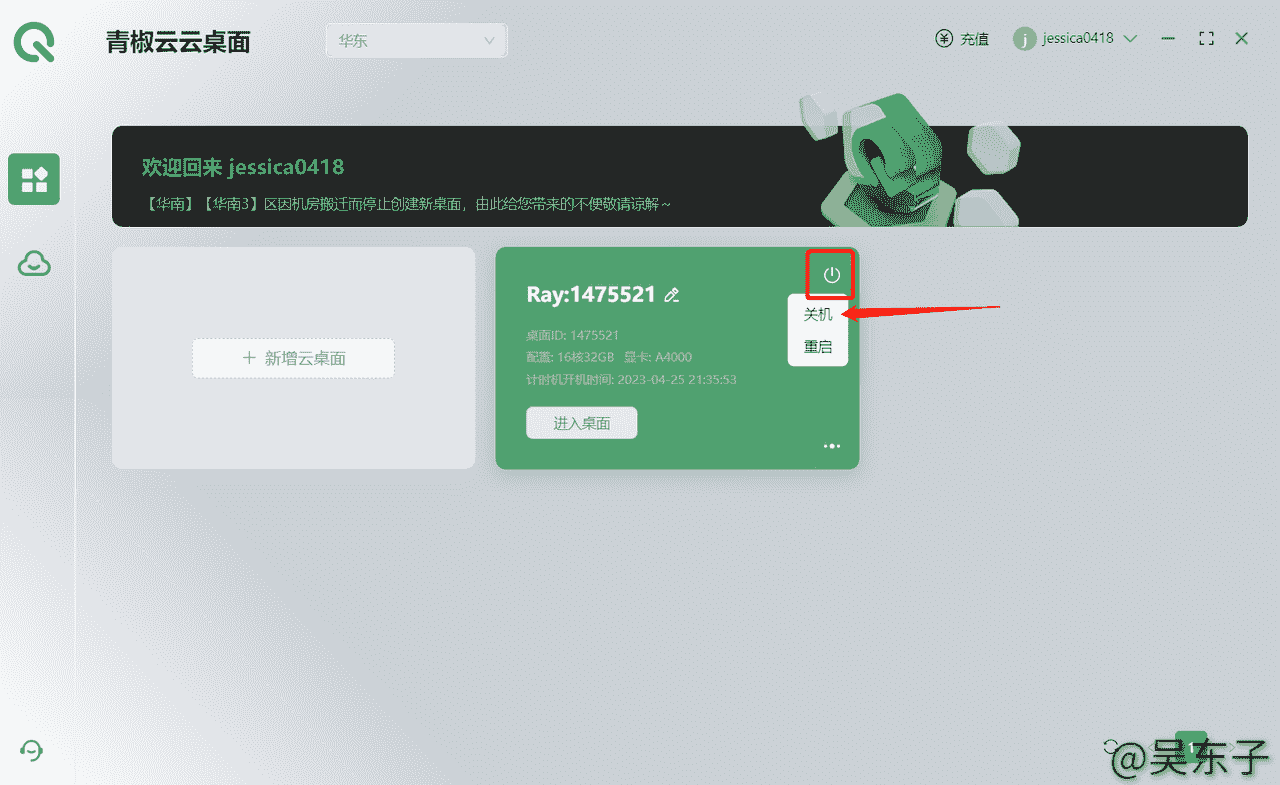 青椒云云桌面
华东
充值
j
jessica0418
欢迎回来 jessica0418
【华南】【华南3】区因机房搬迁而停止创建新桌面，由此给您带来的不便敬请谅解～
新增云桌面
Ray:1475521
桌面ID: 1475521
配置: 16核32GB 显卡: A4000
计时机开机时间: 2023-04-25 21:35:53
进入桌面
关机
重启
1
@吴东子